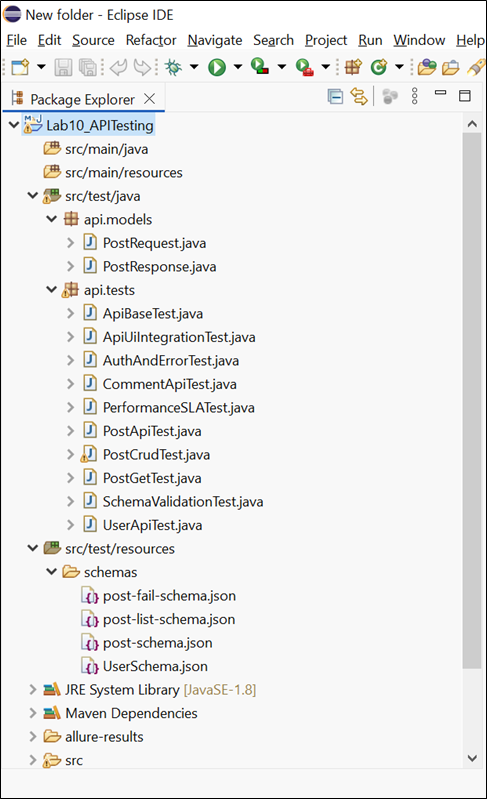 New folder - Eclipse IDE
File Edit Source Refactor Navigate Search Project Run Window Help
Package Explorer
Lab10_APITesting
src/main/java
src/main/resources
src/test/java
api.models
PostRequest.java
PostResponse.java
api.tests
ApiBaseTest.java
ApiUiIntegrationTest.java
AuthAndErrorTest.java
CommentApiTest.java
PerformanceSLATest.java
PostApiTest.java
PostCrudTest.java
PostGetTest.java
SchemaValidationTest.java
UserApiTest.java
src/test/resources
schemas
post-fail-schema.json
post-list-schema.json
post-schema.json
UserSchema.json
JRE System Library [JavaSE-1.8]
Maven Dependencies
allure-results
src